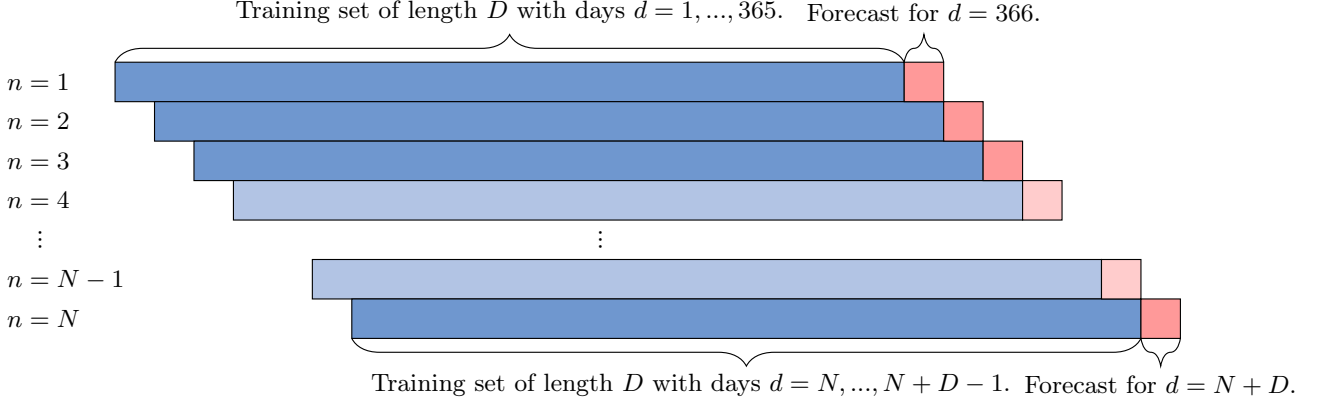 Training set of length D with days d = 1, ..., 365. Forecast for d = 366.
n = 1
n = 2
n = 3
n = 4
⋮ ⋮
n = N − 1
n = N
Training set of length D with days d = N, ..., N + D − 1. Forecast for d = N + D.